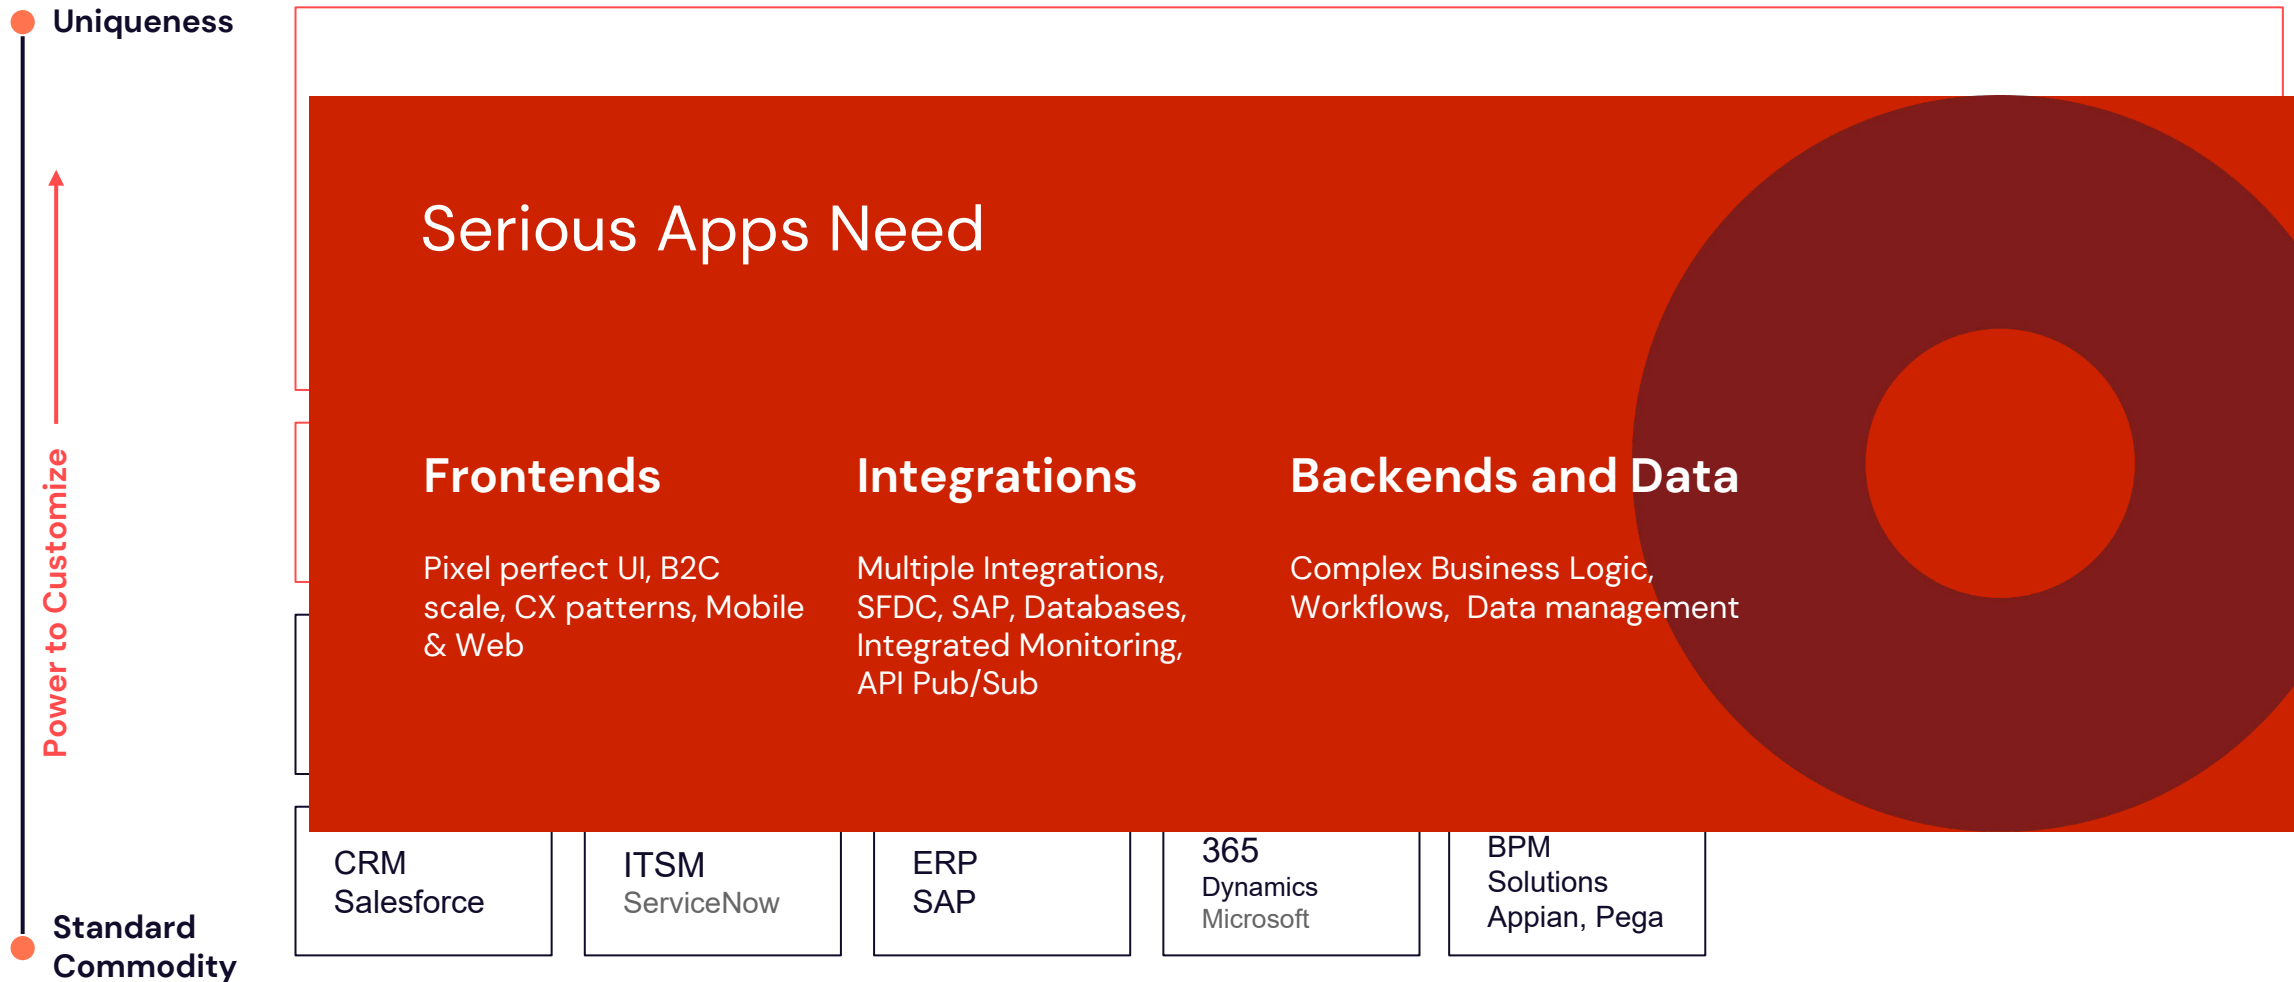 Uniqueness
Power to Customize
Standard
Commodity
Serious Apps Need
Frontends
Pixel perfect UI, B2C
scale, CX patterns, Mobile
& Web
Integrations
Multiple Integrations,
SFDC, SAP, Databases,
Integrated Monitoring,
API Pub/Sub
Backends and Data
Complex Business Logic,
Workflows,  Data management
CRM
Salesforce
ITSM
ServiceNow
ERP
SAP
365
Dynamics
Microsoft
BPM
Solutions
Appian, Pega